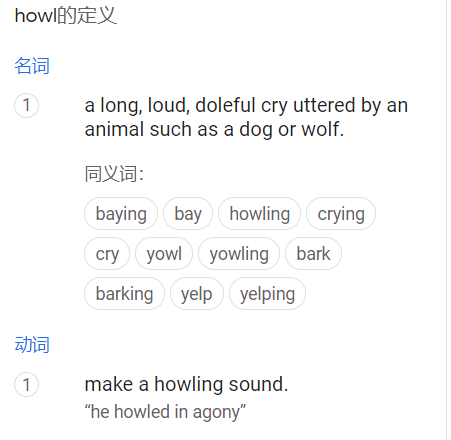 howl的定义
名词
1 a long, loud, doleful cry uttered by an
animal such as a dog or wolf.
同义词：
baying bay howling crying
cry yowl yowling bark
barking yelp yelping
动词
1 make a howling sound.
“he howled in agony”